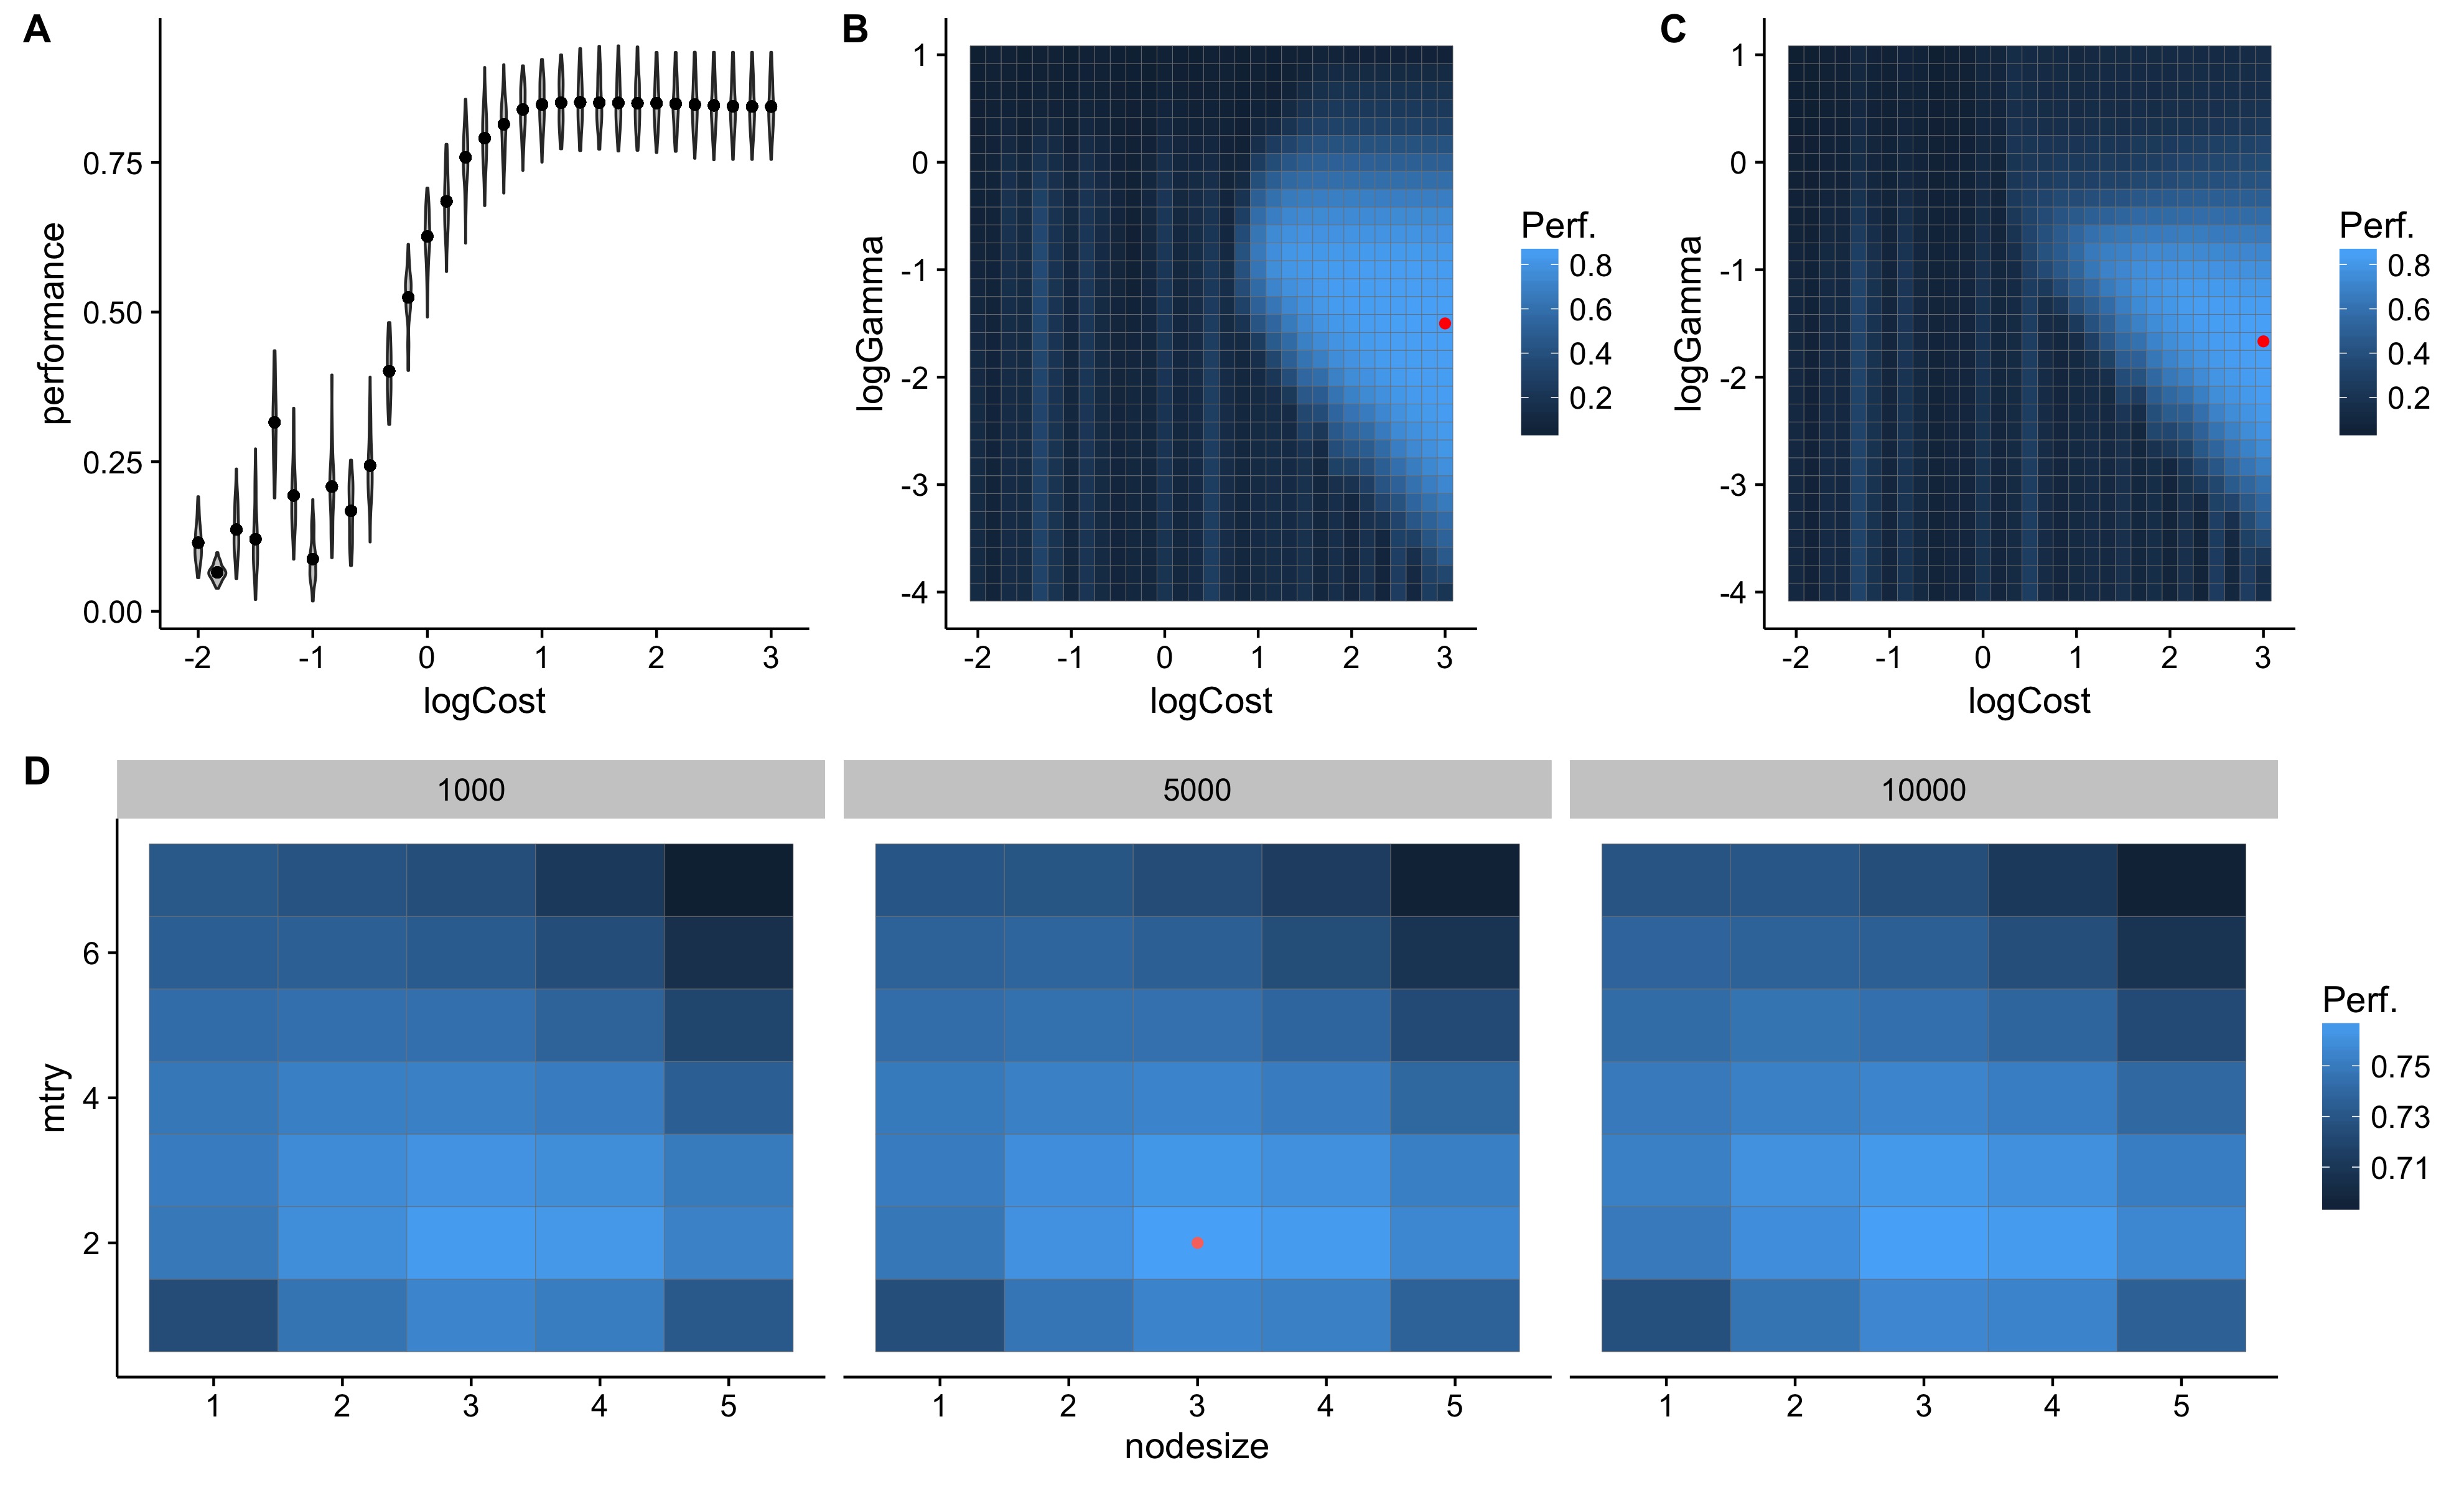 A
performance
0.75
0.50
0.25
0.00
-2 -1 0 1 2 3
logCost
B
logGamma
1
0
-1
-2
-3
-4
-2 -1 0 1 2 3
logCost
Perf.
0.8
0.6
0.4
0.2
C
logGamma
1
0
-1
-2
-3
-4
-2 -1 0 1 2 3
logCost
Perf.
0.8
0.6
0.4
0.2
D
1000 5000 10000
mtry
6
4
2
1 2 3 4 5 1 2 3 4 5 1 2 3 4 5
nodesize
Perf.
0.75
0.73
0.71